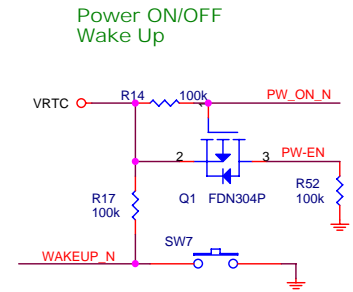 Power ON/OFF
Wake Up
R14 100k PW_ON_N
VRTC
1
2 3 PW-EN
R17
100k
Q1 FDN304P
R52
100k
SW7
WAKEUP_N